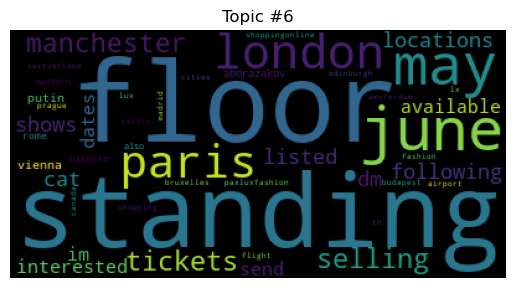 Topic #6
manchester
london
locations
shoppingonline
may
switzerland
floor
abdrazakov
edinburgh
cities
western
putin
dates
lux
madrid
lx
amsterdam
available
prague
shows
berlin
june
rome
also
paris
listed
following
fashion
vienna
supporter
cat
dm
bruxelles
paxluxfashion
budapest
airport
canada
standing
shopping
th
im
tickets
flight
selling
interested
send